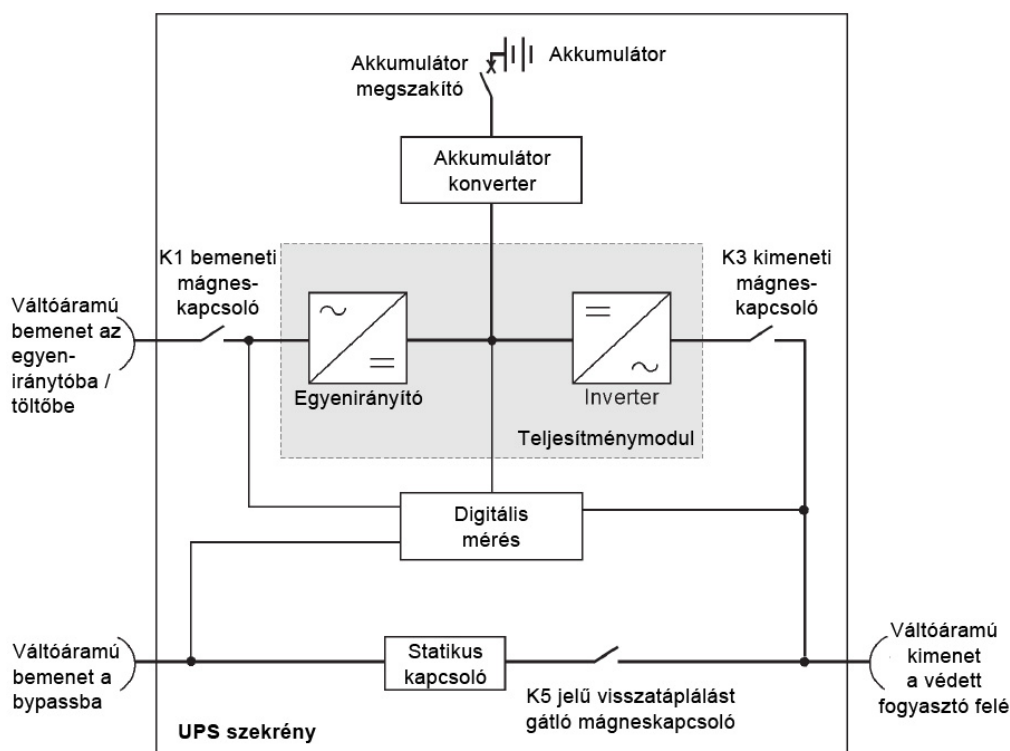 Akkumulátor
megszakító
Akkumulátor
Akkumulátor
konverter
K1 bemeneti
mágnes-
kapcsoló
K3 kimeneti
mágnes-
kapcsoló
Váltóáramú
bemenet az
egyen-
iránytóba /
töltőbe
Egyenirányító
Inverter
Teljesítménymodul
Digitális
mérés
Váltóáramú
bemenet a
bypassba
Statikus
kapcsoló
K5 jelű visszatáplálást
gátló mágneskapcsoló
Váltóáramú
kimenet
a védett
fogyasztó felé
UPS szekrény